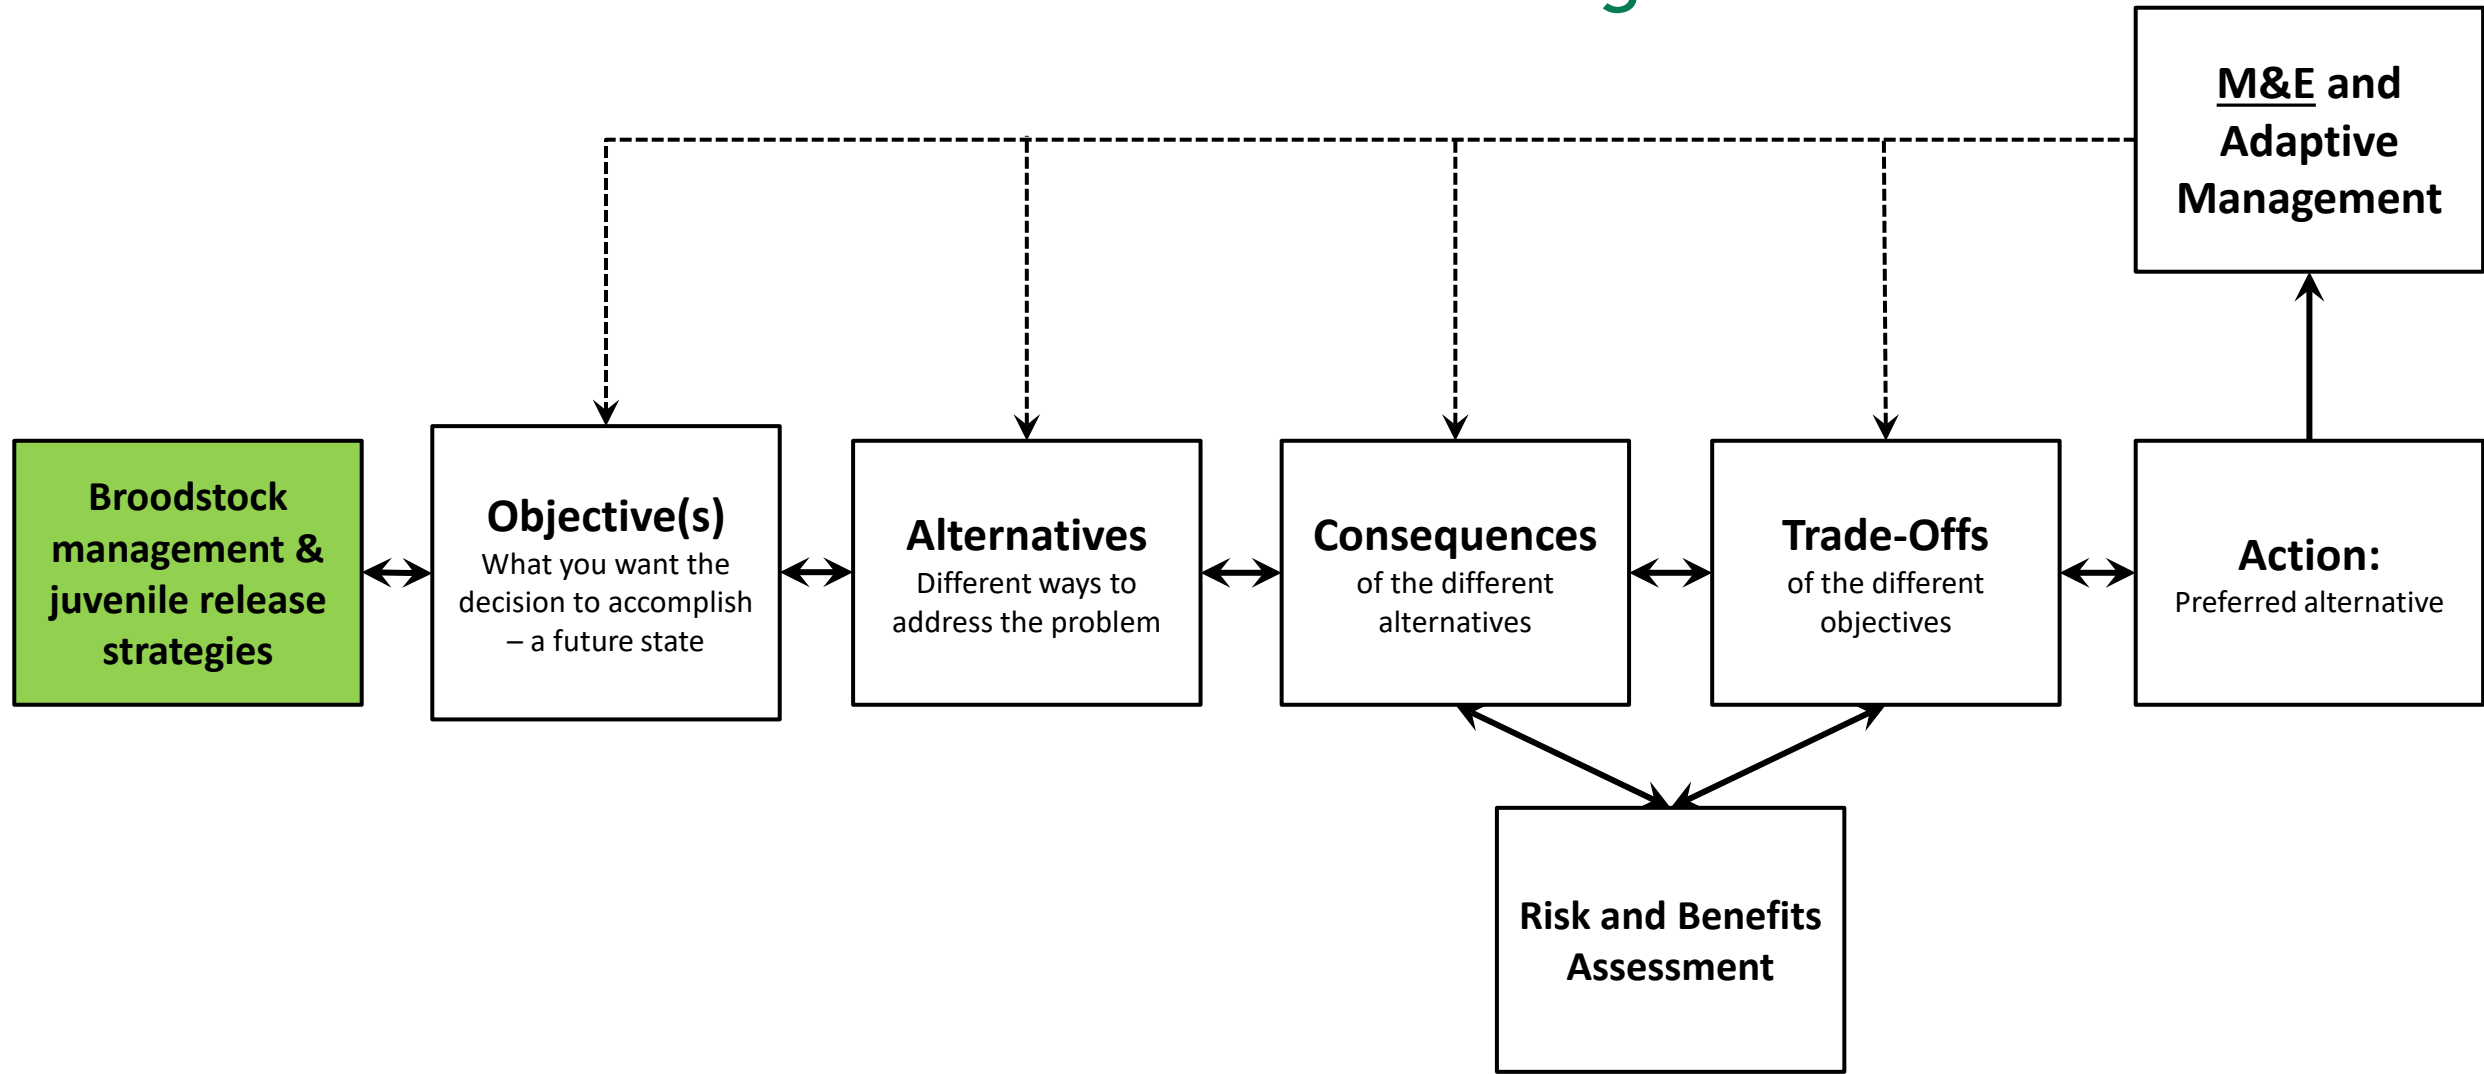 M&E and
Adaptive
Management
Broodstock
management &
juvenile release
strategies
Objective(s)
What you want the
decision to accomplish
– a future state
Alternatives
Different ways to
address the problem
Consequences
of the different
alternatives
Trade-Offs
of the different
objectives
Action:
Preferred alternative
Risk and Benefits
Assessment